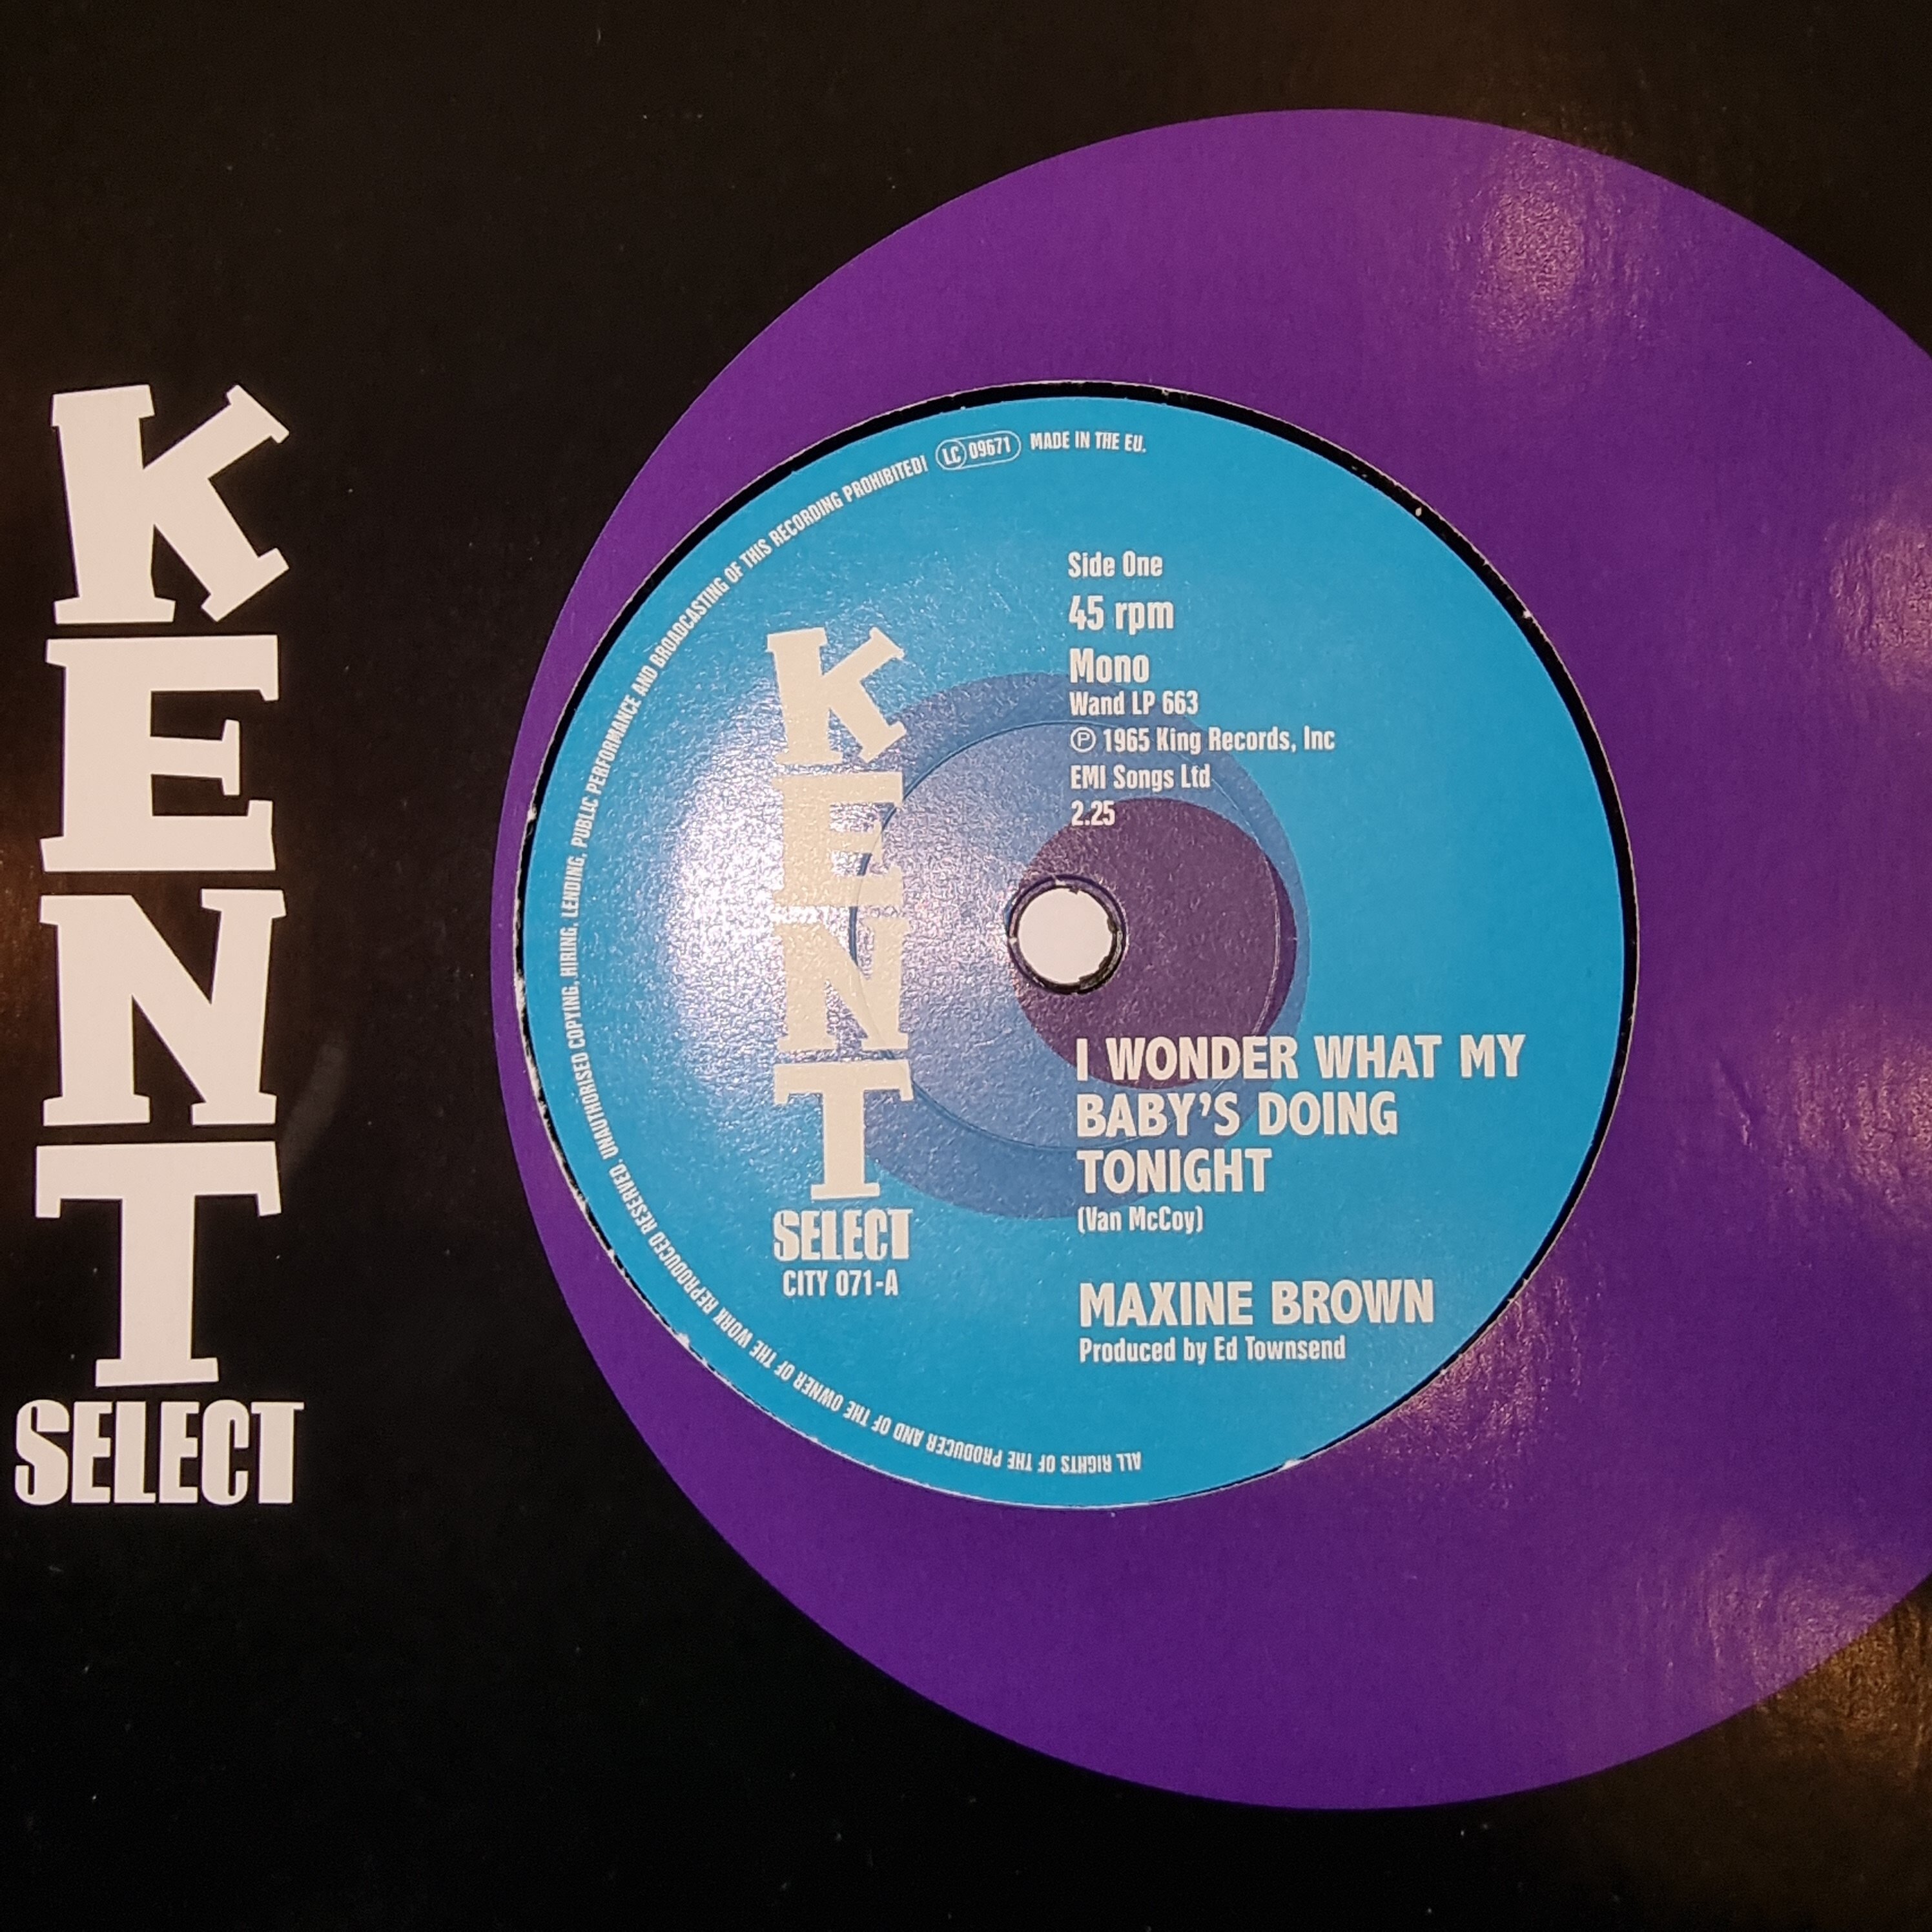 KENT
SELECT
ALL RIGHTS OF THE PRODUCER AND OF THE OWNER OF THE WORK REPRODUCED RESERVED. UNAUTHORISED COPYING, HIRING, LENDING, PUBLIC PERFORMANCE AND BROADCASTING OF THIS RECORDING PROHIBITED! LC 09671 MADE IN THE EU.
Side One
45 rpm
Mono
Wand LP 663
℗ 1965 King Records, Inc
EMI Songs Ltd
2.25
KENT
SELECT
CITY 071-A
I WONDER WHAT MY
BABY'S DOING
TONIGHT
(Van McCoy)
MAXINE BROWN
Produced by Ed Townsend